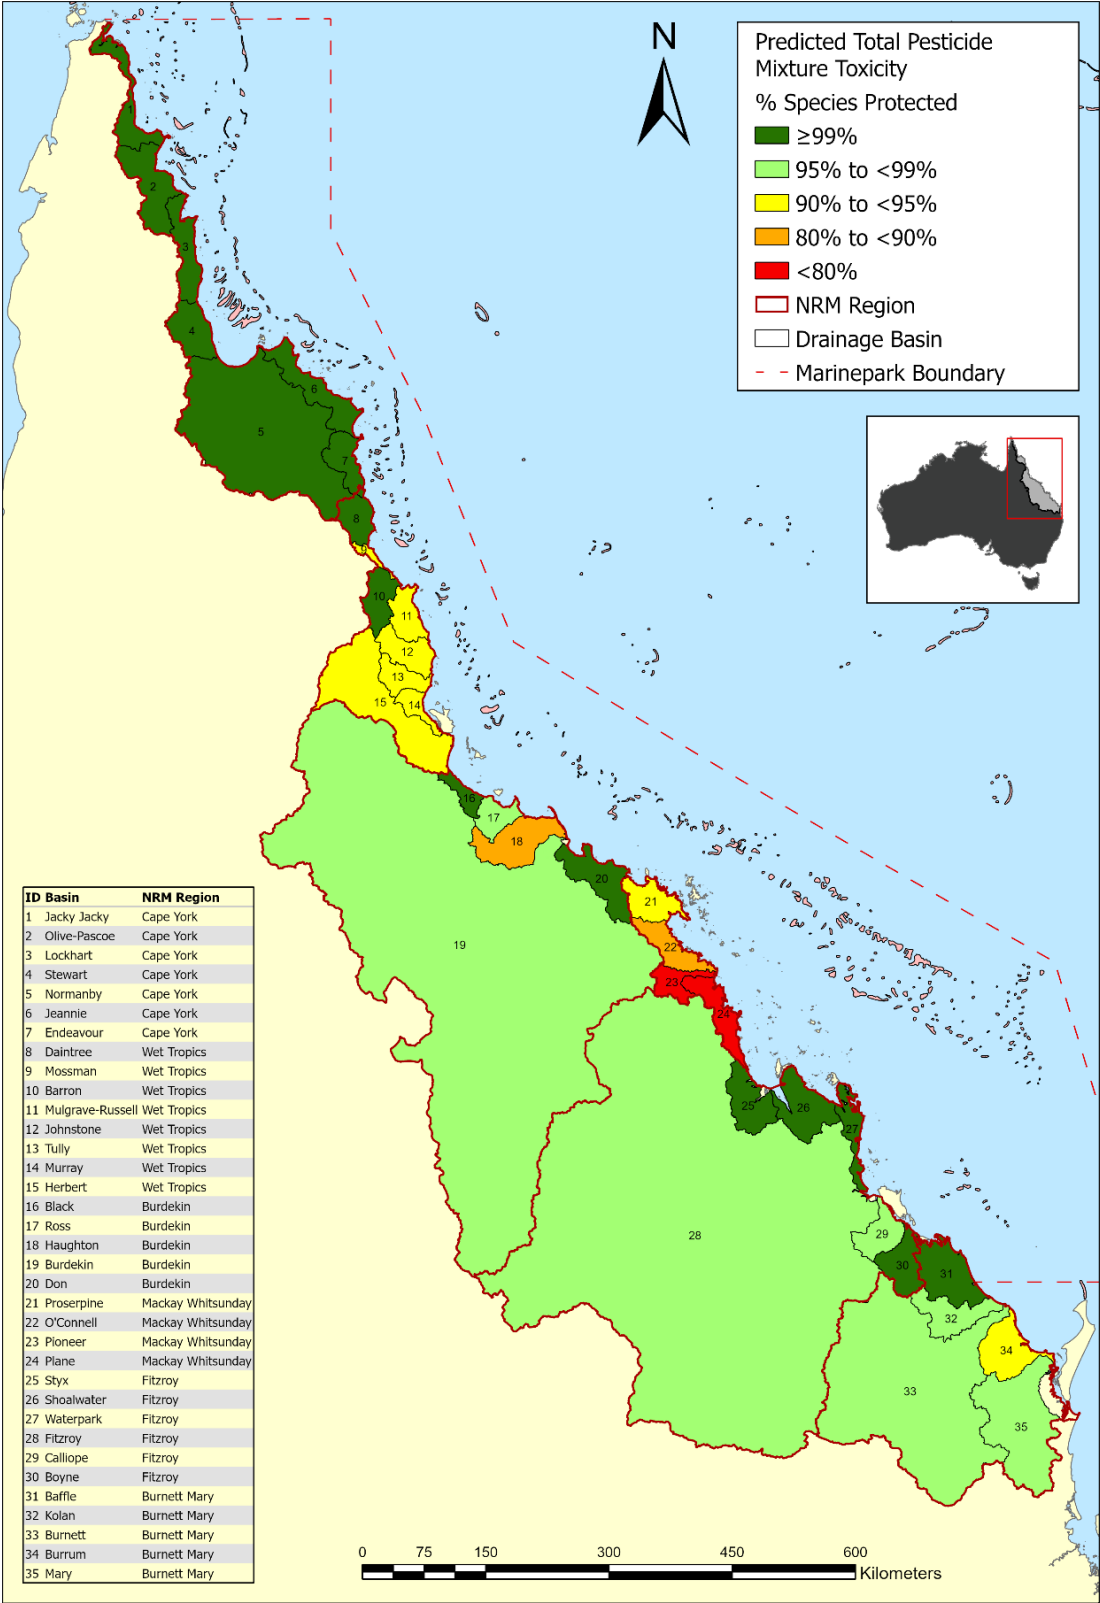 N
Predicted Total Pesticide
Mixture Toxicity
% Species Protected
≥99%
95% to <99%
90% to <95%
80% to <90%
<80%
NRM Region
Drainage Basin
Marinepark Boundary
1
2
3
4
5
6
7
8
9
10
11
12
13
14
15
16
17
18
19
20
21
22
23
24
25
26
27
28
29
30
31
32
33
34
35
ID Basin NRM Region
1 Jacky Jacky Cape York
2 Olive-Pascoe Cape York
3 Lockhart Cape York
4 Stewart Cape York
5 Normanby Cape York
6 Jeannie Cape York
7 Endeavour Cape York
8 Daintree Wet Tropics
9 Mossman Wet Tropics
10 Barron Wet Tropics
11 Mulgrave-Russell Wet Tropics
12 Johnstone Wet Tropics
13 Tully Wet Tropics
14 Murray Wet Tropics
15 Herbert Wet Tropics
16 Black Burdekin
17 Ross Burdekin
18 Haughton Burdekin
19 Burdekin Burdekin
20 Don Burdekin
21 Proserpine Mackay Whitsunday
22 O'Connell Mackay Whitsunday
23 Pioneer Mackay Whitsunday
24 Plane Mackay Whitsunday
25 Styx Fitzroy
26 Shoalwater Fitzroy
27 Waterpark Fitzroy
28 Fitzroy Fitzroy
29 Calliope Fitzroy
30 Boyne Fitzroy
31 Baffle Burnett Mary
32 Kolan Burnett Mary
33 Burnett Burnett Mary
34 Burrum Burnett Mary
35 Mary Burnett Mary
0 75 150 300 450 600
Kilometers